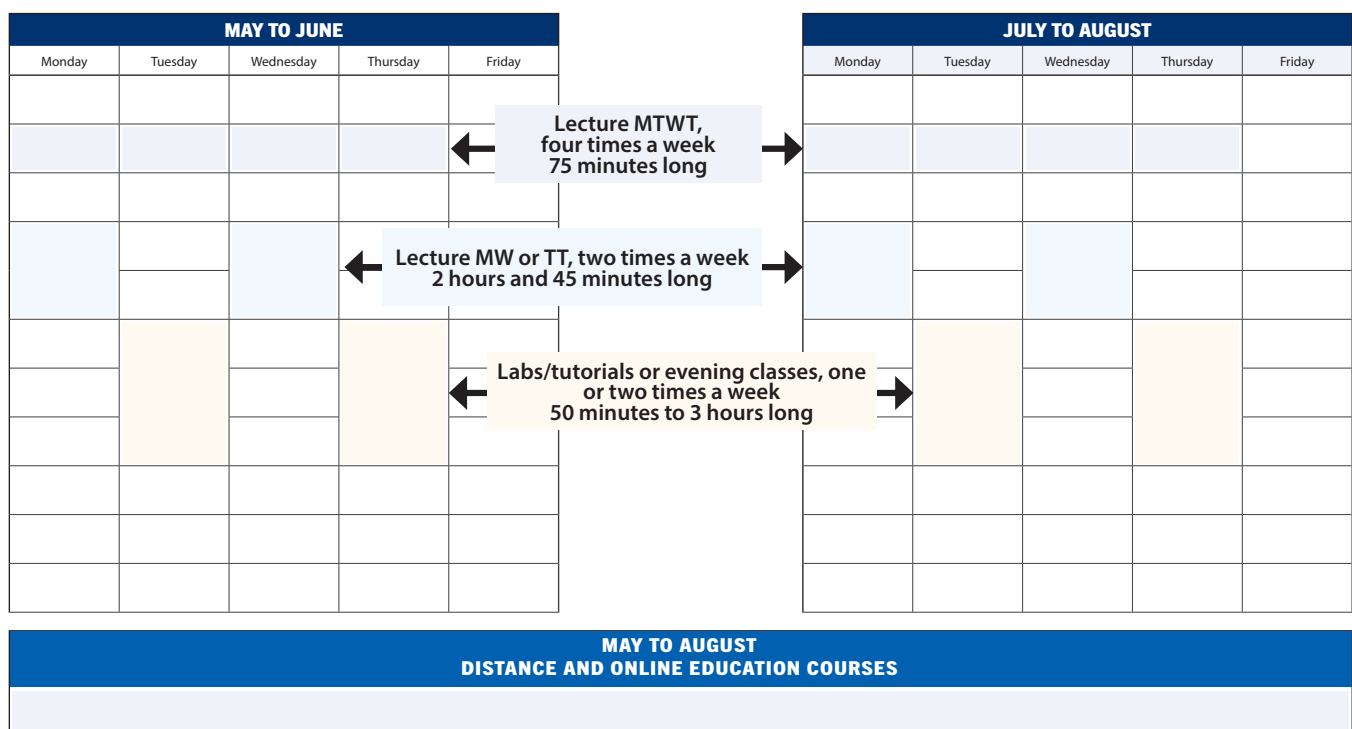 MAY TO JUNE
Monday Tuesday Wednesday Thursday Friday
JULY TO AUGUST
Monday Tuesday Wednesday Thursday Friday
Lecture MTWT,
four times a week
75 minutes long
Lecture MW or TT, two times a week
2 hours and 45 minutes long
Labs/tutorials or evening classes, one
or two times a week
50 minutes to 3 hours long
MAY TO AUGUST
DISTANCE AND ONLINE EDUCATION COURSES